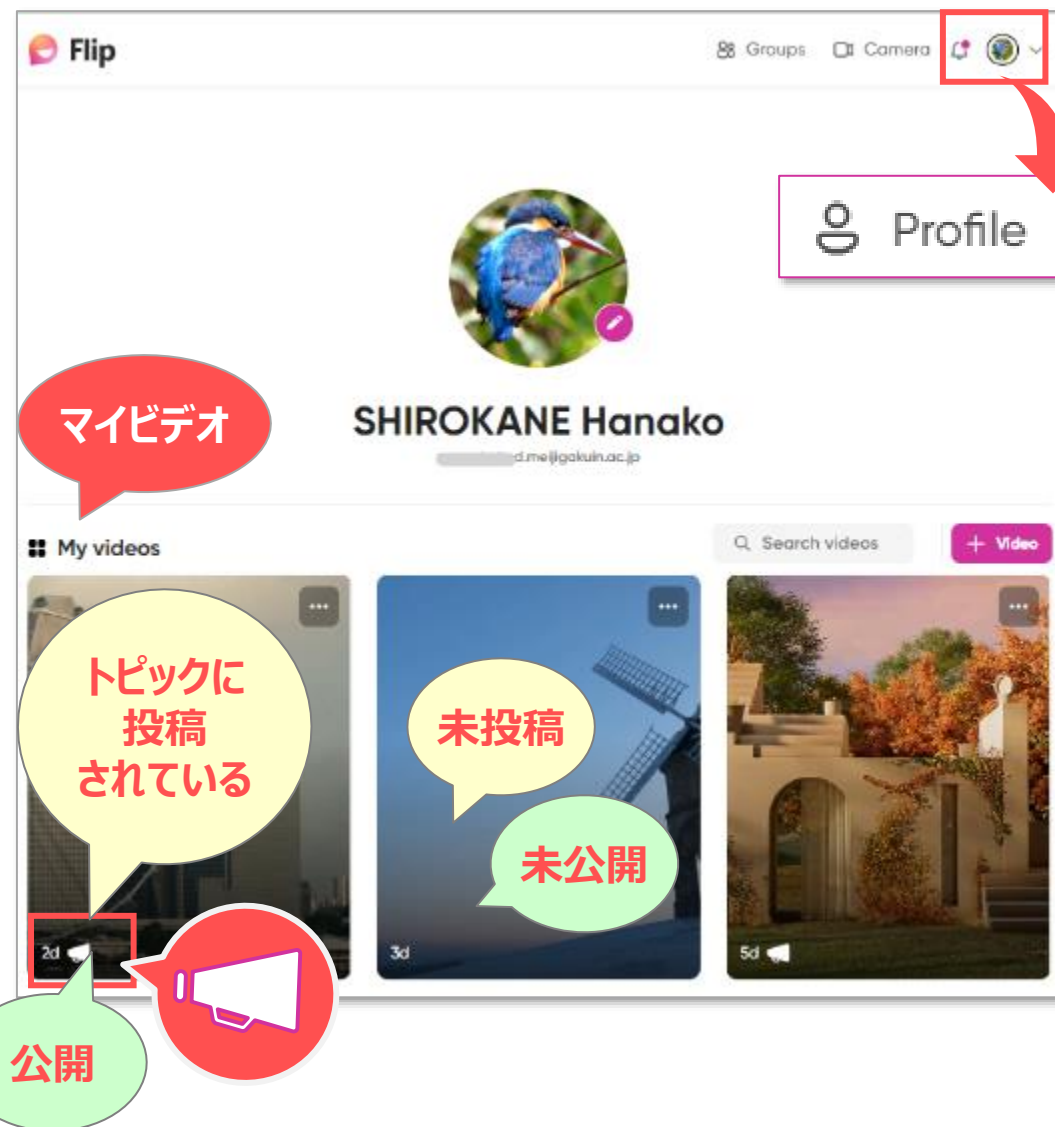 Flip
Groups
Camera
Profile
マイビデオ
SHIROKANE Hanako
d.meijigakuin.ac.jp
My videos
Search videos
+ Video
トピックに
投稿
されている
未投稿
未公開
2d
3d
5d
公開